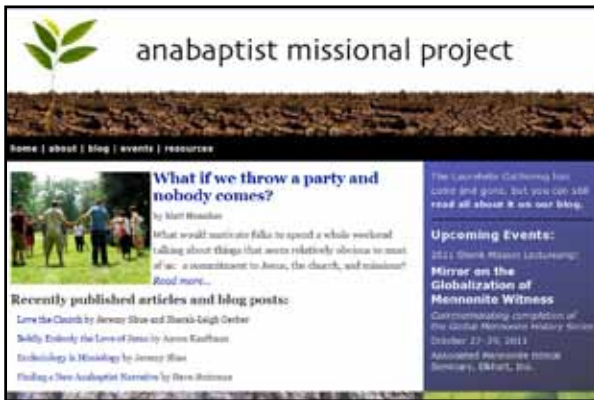 anabaptist missional project
home | about | blog | events | resources
What if we throw a party and
nobody comes?
by Matt
What would motivate folks to spend a whole weekend
talking about things that seem relatively obvious to most
of us: a commitment to Jesus, the church, and missions?
Read more...
Recently published articles and blog posts:
Love the Church by Jeremy Shue and Sharah-Leigh Gerber
Boldly Embody the Love of Jesus by Aaron Kauffman
Ecclesiology is Missiology by Jeremy Shue
Finding a New Anabaptist Narrative by Steve
The Gathering has
come and gone, but you can still
read all about it on our blog.
Upcoming Events:
2011 Shenk Mission Lectureship:
Mirror on the
Globalization of
Mennonite Witness
Commemorating completion of
the Global Mennonite History Series
October 27-29, 2011
Associated Mennonite Biblical
Seminary, Elkhart, Ind.